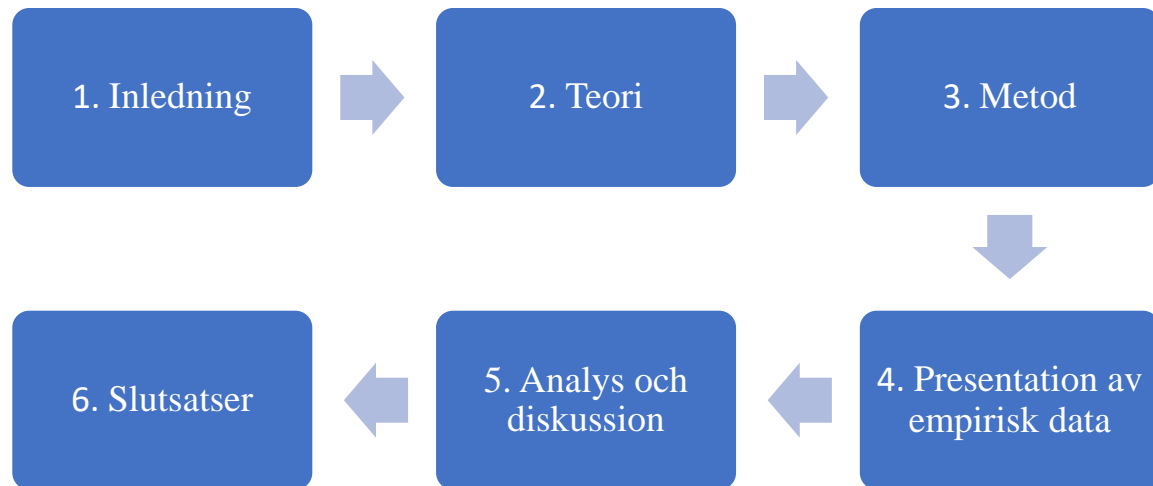 1. Inledning
2. Teori
3. Metod
4. Presentation av
empirisk data
5. Analys och
diskussion
6. Slutsatser